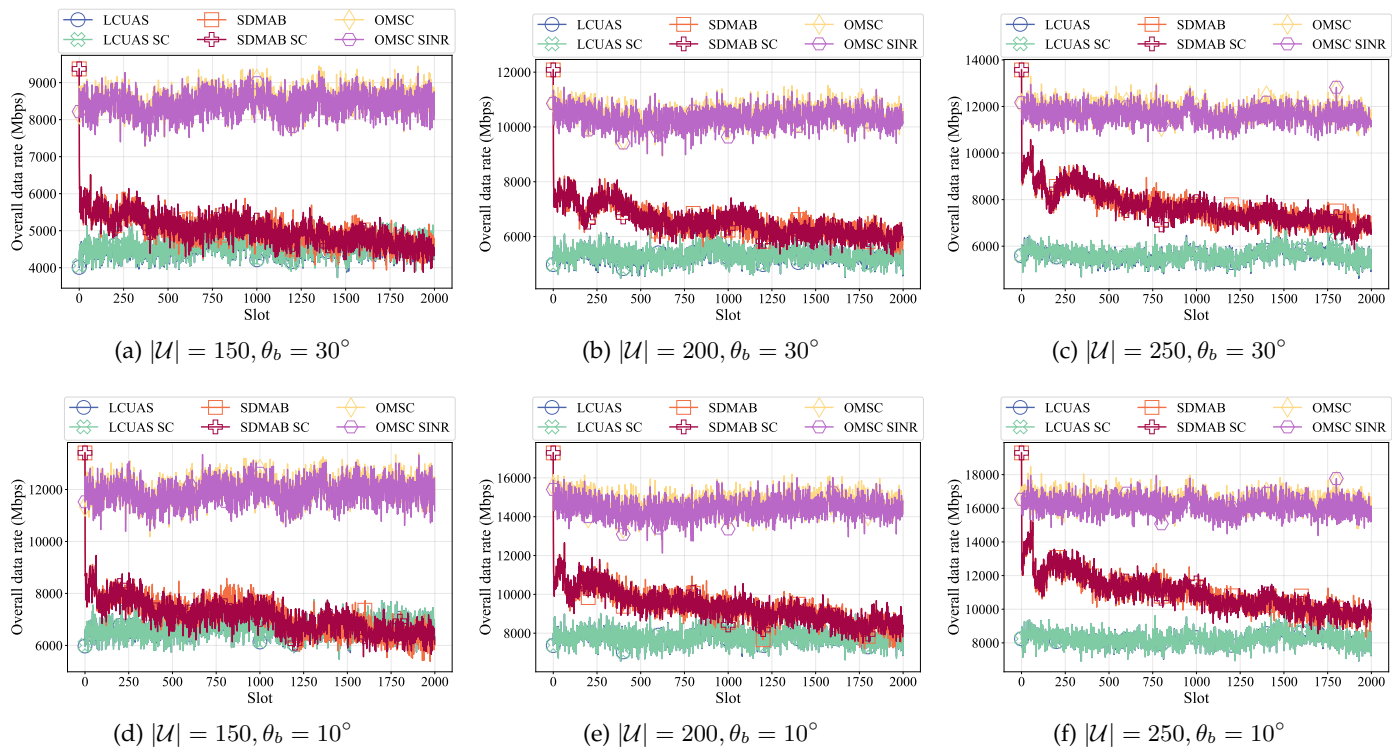 LCUAS SDMAB OMSC
LCUAS SC SDMAB SC OMSC SINR
Overall data rate (Mbps)
9000
8000
7000
6000
5000
4000
0 250 500 750 1000 1250 1500 1750 2000
Slot
(a) |𝒰| = 150, θ_b = 30°
LCUAS SDMAB OMSC
LCUAS SC SDMAB SC OMSC SINR
Overall data rate (Mbps)
12000
10000
8000
6000
0 250 500 750 1000 1250 1500 1750 2000
Slot
(b) |𝒰| = 200, θ_b = 30°
LCUAS SDMAB OMSC
LCUAS SC SDMAB SC OMSC SINR
Overall data rate (Mbps)
14000
12000
10000
8000
6000
0 250 500 750 1000 1250 1500 1750 2000
Slot
(c) |𝒰| = 250, θ_b = 30°
LCUAS SDMAB OMSC
LCUAS SC SDMAB SC OMSC SINR
Overall data rate (Mbps)
12000
10000
8000
6000
0 250 500 750 1000 1250 1500 1750 2000
Slot
(d) |𝒰| = 150, θ_b = 10°
LCUAS SDMAB OMSC
LCUAS SC SDMAB SC OMSC SINR
Overall data rate (Mbps)
16000
14000
12000
10000
8000
0 250 500 750 1000 1250 1500 1750 2000
Slot
(e) |𝒰| = 200, θ_b = 10°
LCUAS SDMAB OMSC
LCUAS SC SDMAB SC OMSC SINR
Overall data rate (Mbps)
18000
16000
14000
12000
10000
8000
0 250 500 750 1000 1250 1500 1750 2000
Slot
(f) |𝒰| = 250, θ_b = 10°